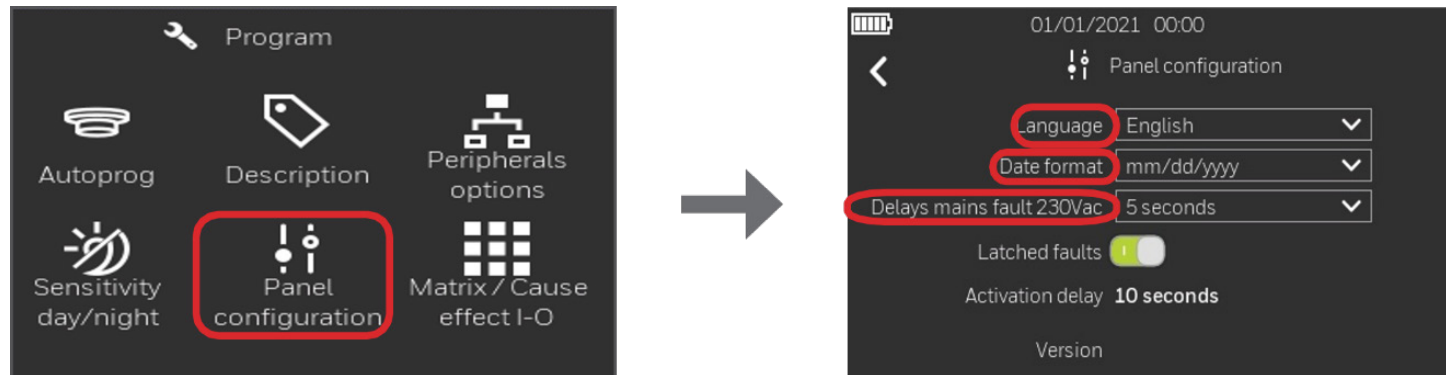 Program
Autoprog
Description
Peripherals
options
Sensitivity
day/night
Panel
configuration
Matrix / Cause
effect I-O
01/01/2021 00:00
Panel configuration
Language English
Date format mm/dd/yyyy
Delays mains fault 230Vac 5 seconds
Latched faults
Activation delay 10 seconds
Version